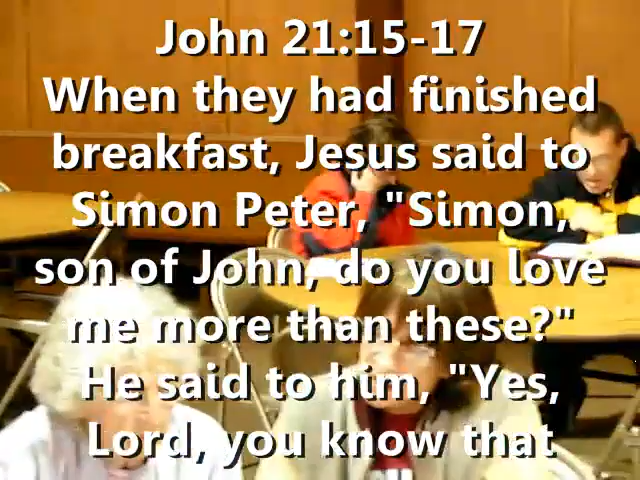 John 21:15-17
When they had finished
breakfast, Jesus said to
Simon Peter, "Simon,
son of John, do you love
me more than these?"
He said to him, "Yes,
Lord, you know that